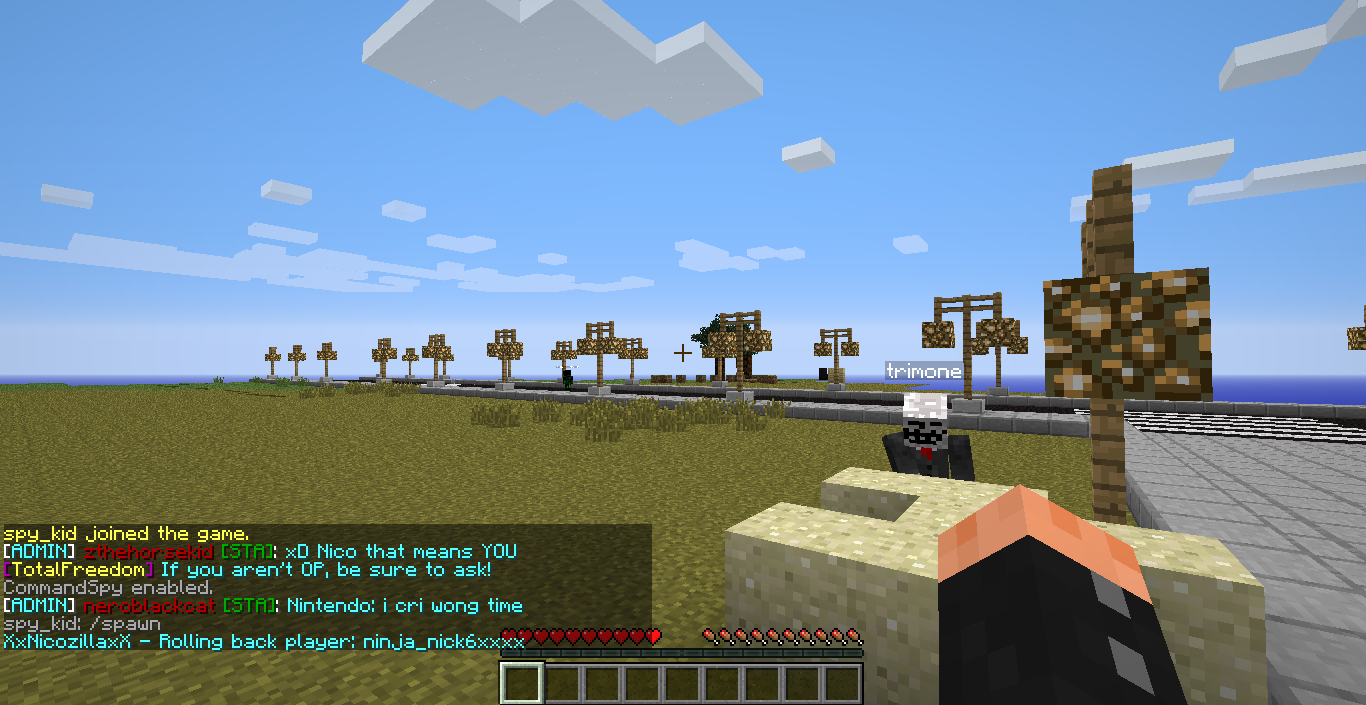 trimone
spy_kid joined the game.
[ADMIN] zthehorsekid [STA]: xD Nico that means YOU
[TotalFreedom] If you aren't OP, be sure to ask!
CommandSpy enabled.
[ADMIN] neroblackcat [STA]: Nintendo: i cri wong time
spy_kid: /spawn
XxNicozillaxX - Rolling back player: ninja_nick6xxxx